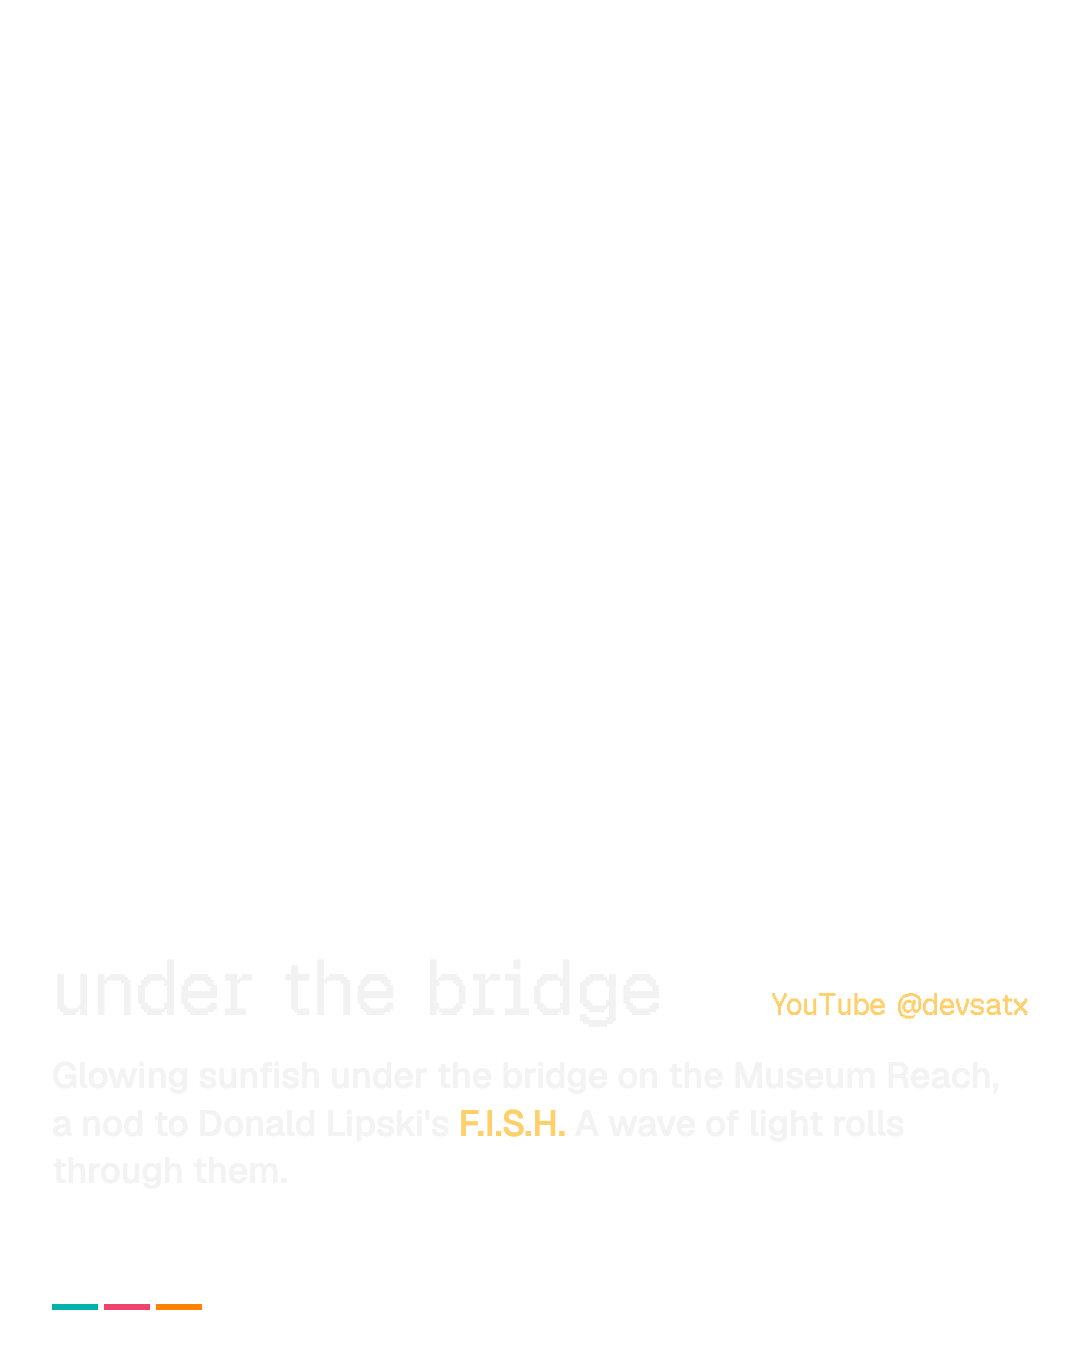 under the bridge
YouTube @devsatx
Glowing sunfish under the bridge on the Museum Reach,
a nod to Donald Lipski's F.I.S.H. A wave of light rolls
through them.